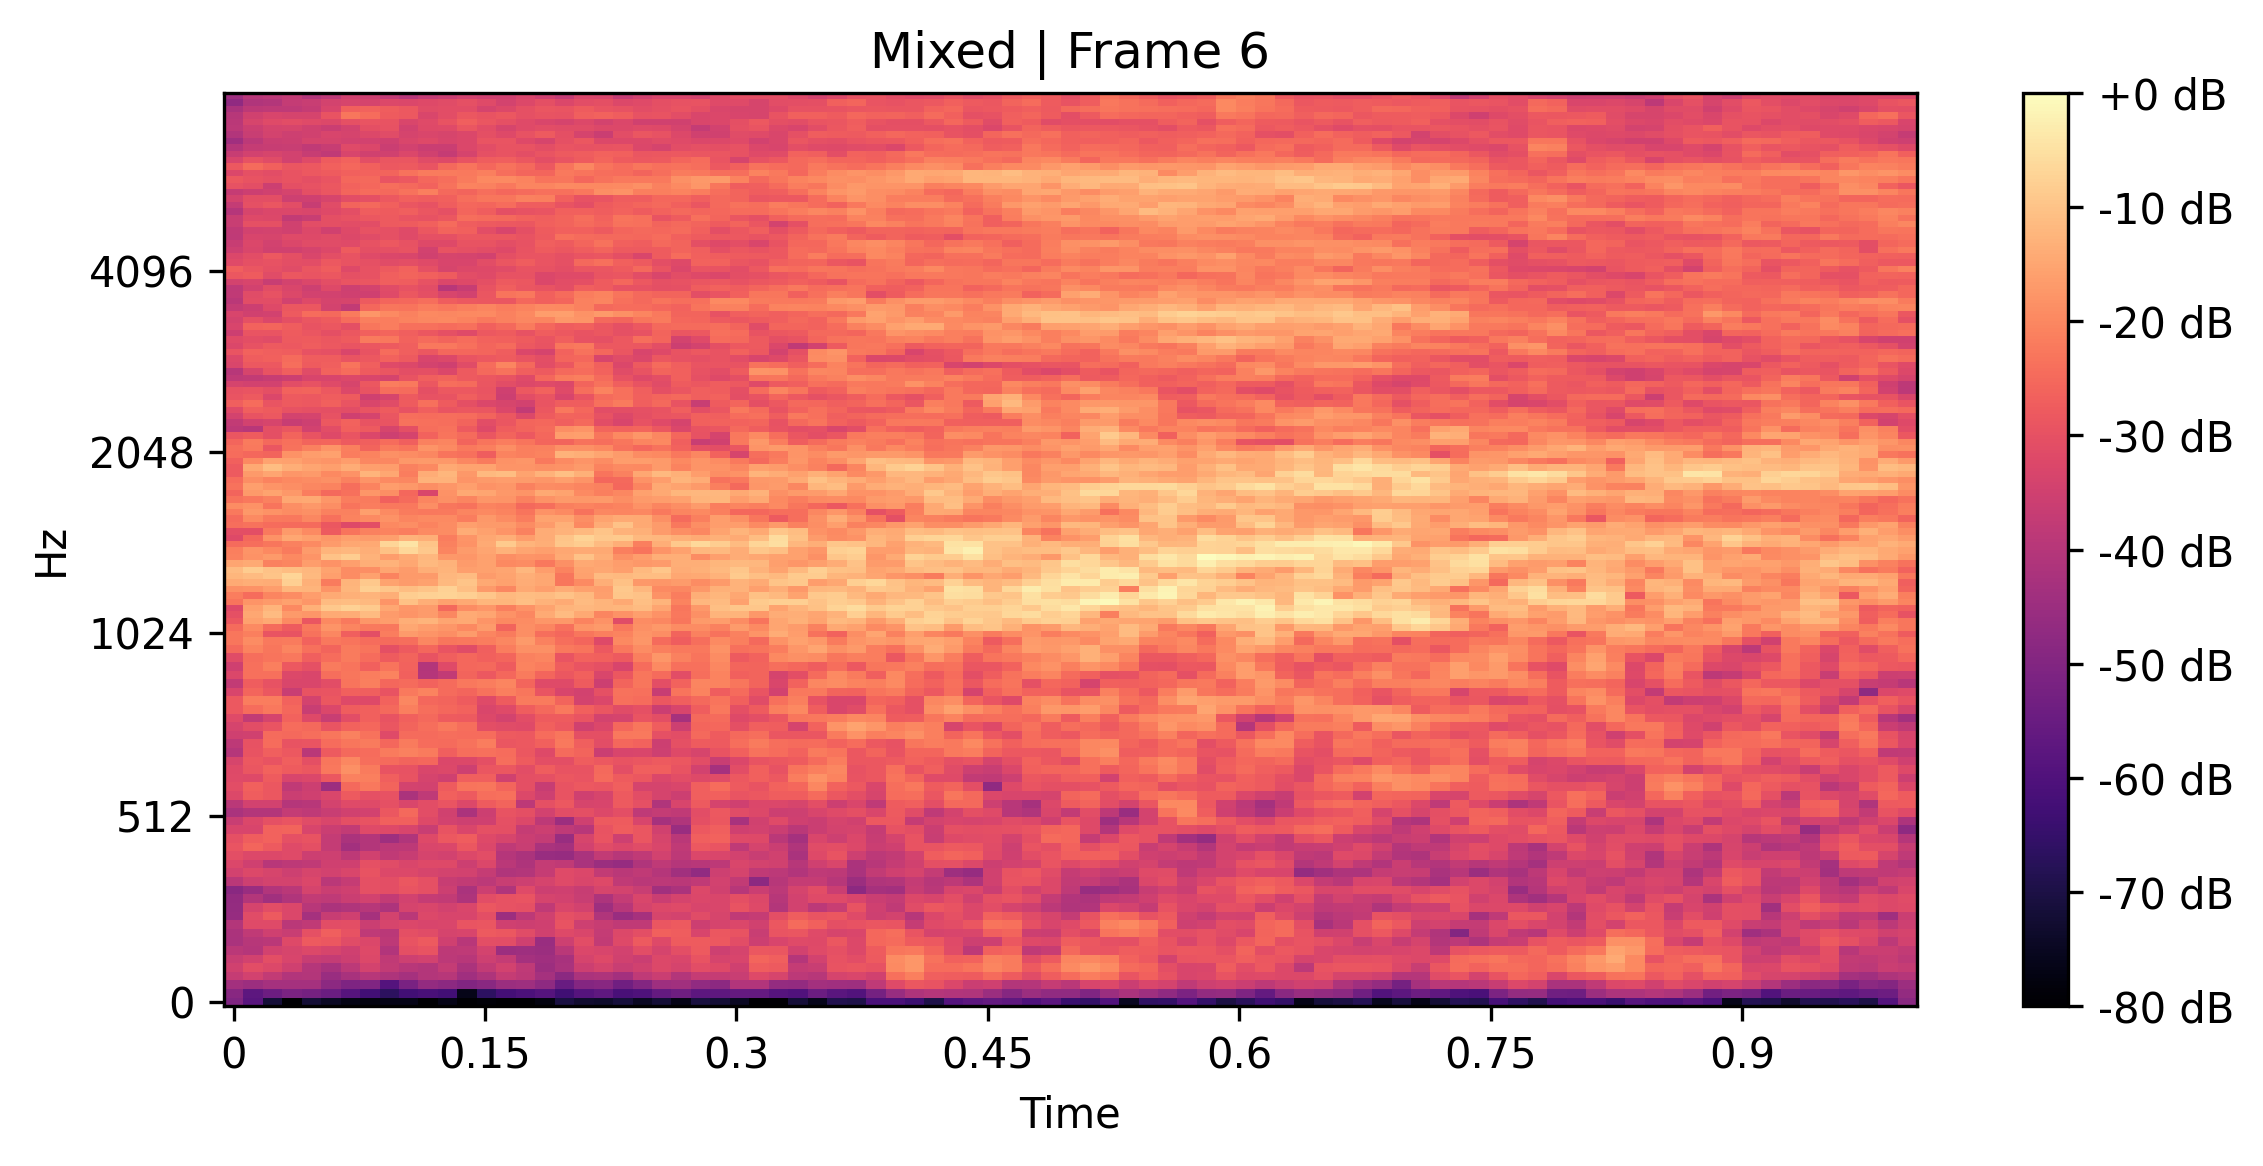 Mixed | Frame 6
Hz
4096
2048
1024
512
0
0 0.15 0.3 0.45 0.6 0.75 0.9
Time
+0 dB
-10 dB
-20 dB
-30 dB
-40 dB
-50 dB
-60 dB
-70 dB
-80 dB